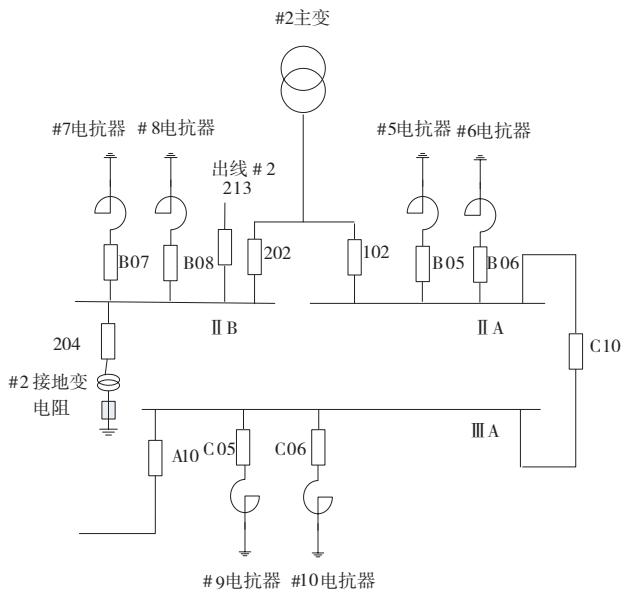 #2主变
#7电抗器
#8电抗器
#5电抗器
#6电抗器
出线#2
213
B07
B08
202
102
B05
B06
ⅡB
ⅡA
204
C10
#2接地变
电阻
ⅢA
A10
C05
C06
#9电抗器
#10电抗器